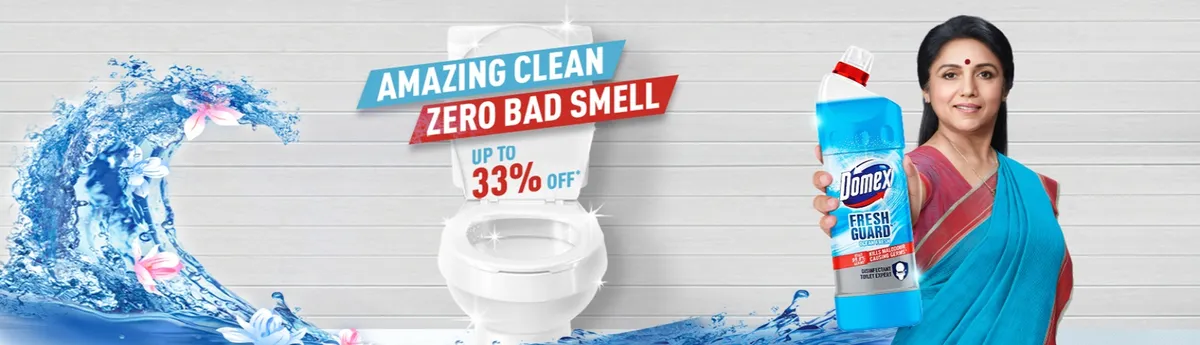 AMAZING CLEAN
ZERO BAD SMELL
UP TO
33% OFF*
Domex
FRESH
GUARD
KILLS MALODOUR
CAUSING GERMS
DISINFECTANT
TOILET EXPERT